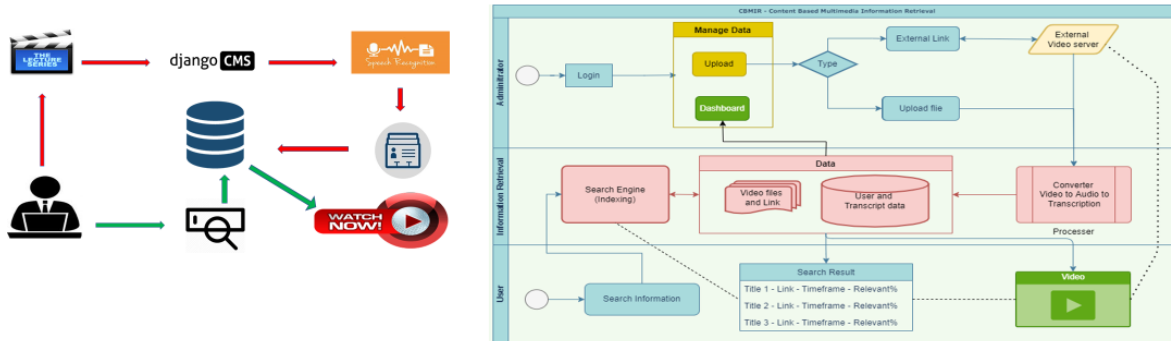 THE LECTURE
SERIES
django CMS
Speech Recognition
WATCH
NOW!
CBMIR - Content Based Multimedia Information Retrieval
Adminitrator
Login
Manage Data
Upload
Dashboard
Type
External Link
Upload file
External
Video server
Information Retrieval
Search Engine
(Indexing)
Data
Video files
and Link
User and
Transcript data
Converter
Video to Audio to
Transcription
Processer
User
Search Information
Search Result
Title 1 - Link - Timeframe - Relevant%
Title 2 - Link - Timeframe - Relevant%
Title 3 - Link - Timeframe - Relevant%
Video